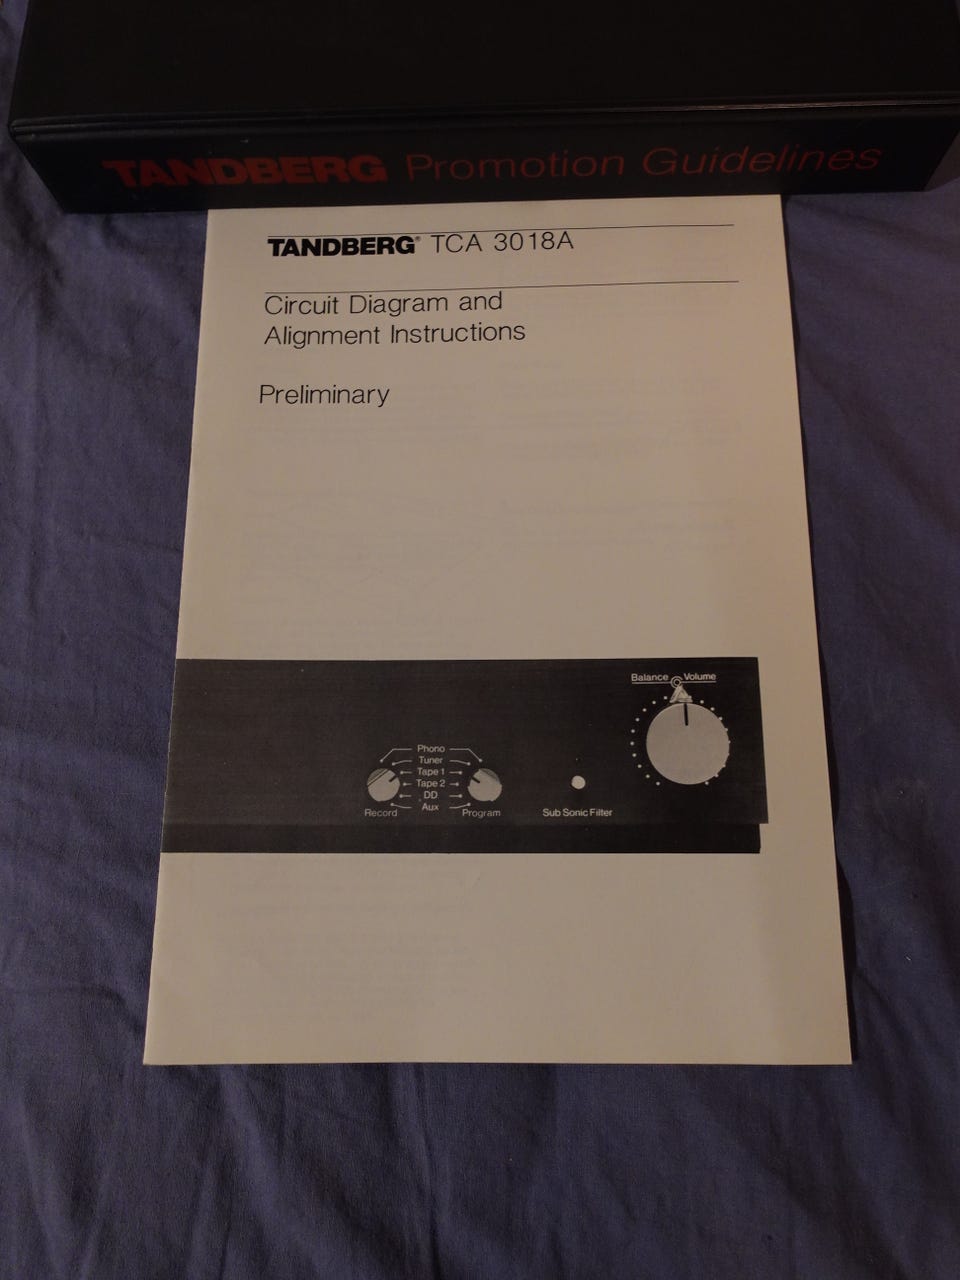 TANDBERG Promotion Guidelines
TANDBERG® TCA 3018A
Circuit Diagram and
Alignment Instructions
Preliminary
Balance Volume
Phono
Tuner
Tape 1
Tape 2
DD
Aux
Record Program Sub Sonic Filter